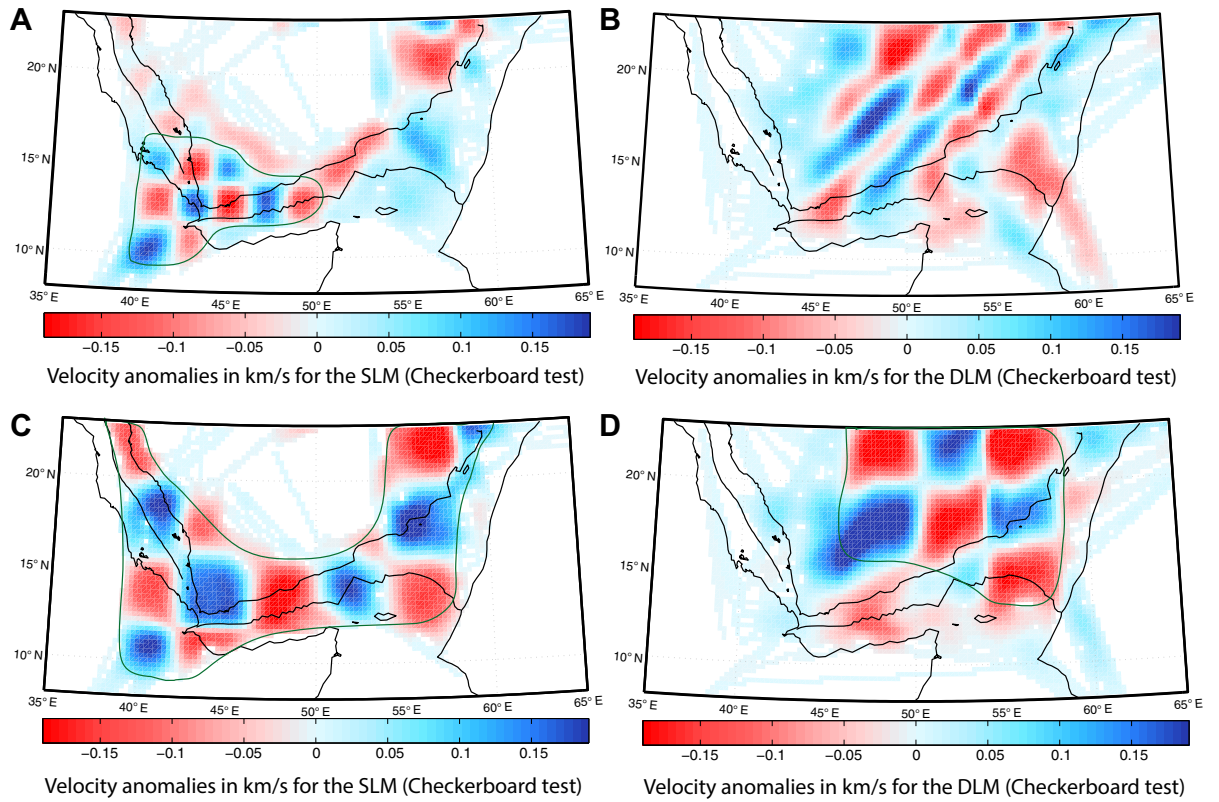 A
B
20° N
15° N
10° N
35° E
40° E
45° E
50° E
55° E
60° E
65° E
−0.15
−0.1
−0.05
0
0.05
0.1
0.15
Velocity anomalies in km/s for the SLM (Checkerboard test)
20° N
15° N
10° N
35° E
40° E
45° E
50° E
55° E
60° E
65° E
−0.15
−0.1
−0.05
0
0.05
0.1
0.15
Velocity anomalies in km/s for the DLM (Checkerboard test)
C
D
20° N
15° N
10° N
35° E
40° E
45° E
50° E
55° E
60° E
65° E
−0.15
−0.1
−0.05
0
0.05
0.1
0.15
Velocity anomalies in km/s for the SLM (Checkerboard test)
20° N
15° N
10° N
35° E
40° E
45° E
50° E
55° E
60° E
65° E
−0.15
−0.1
−0.05
0
0.05
0.1
0.15
Velocity anomalies in km/s for the DLM (Checkerboard test)